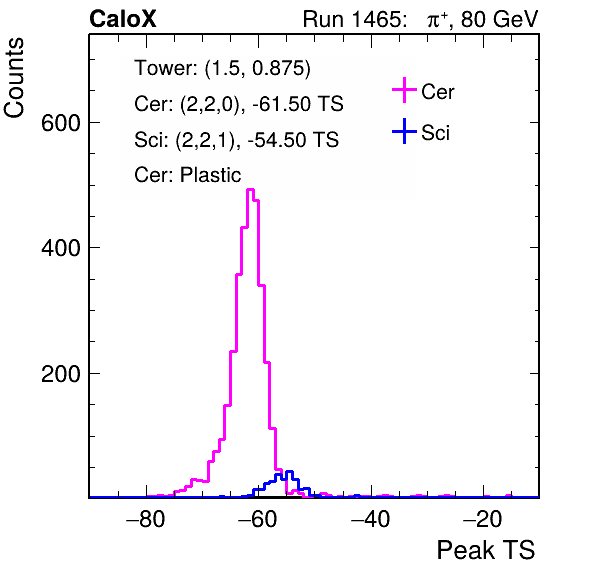 CaloX Run 1465: π⁺, 80 GeV
Counts
Tower: (1.5, 0.875)
Cer: (2,2,0), -61.50 TS
Sci: (2,2,1), -54.50 TS
Cer: Plastic
Cer
Sci
600
400
200
−80 −60 −40 −20
Peak TS